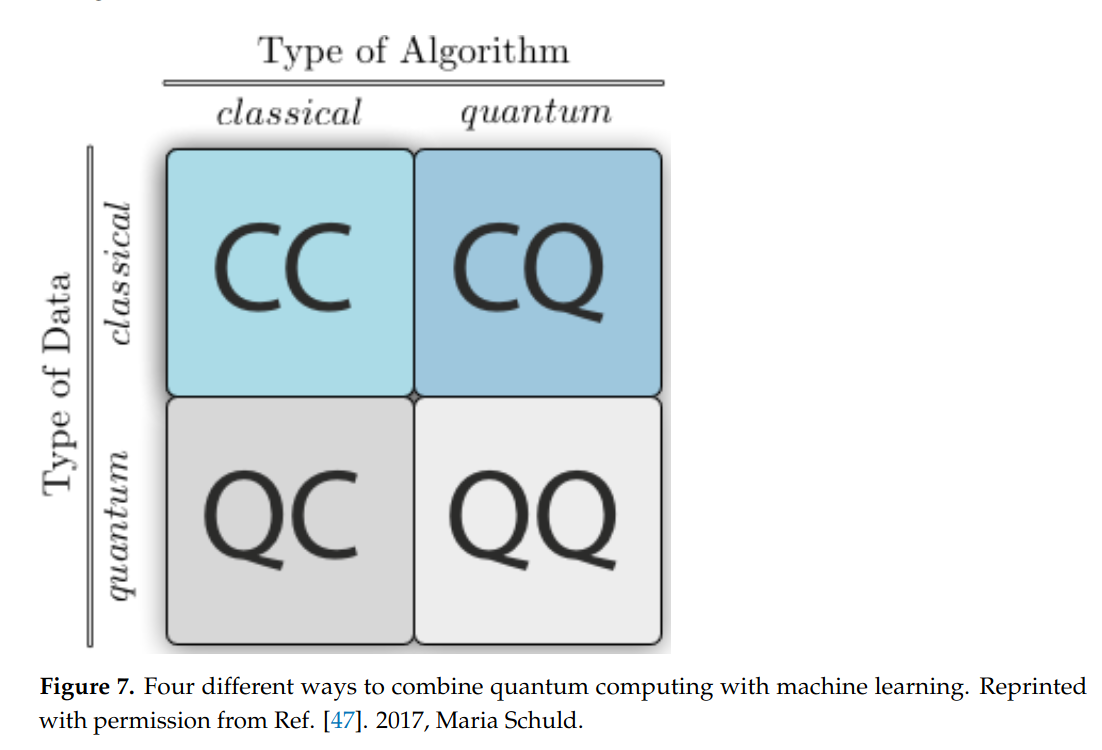 Type of Algorithm
classical quantum
Type of Data
classical
CC CQ
quantum
QC QQ
Figure 7. Four different ways to combine quantum computing with machine learning. Reprinted
with permission from Ref. [47]. 2017, Maria Schuld.